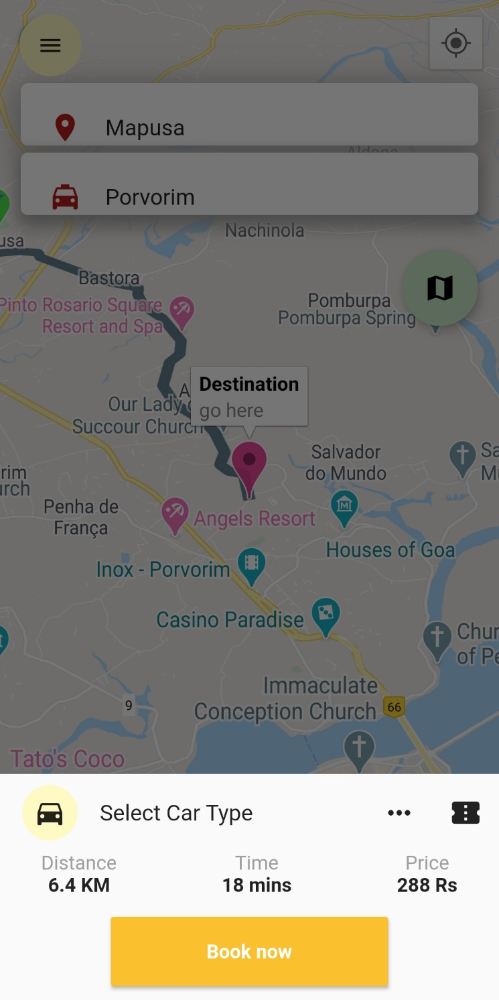 Mapusa
Aldona
Porvorim
Nachinola
usa
Bastora
Pinto Rosario Square
Resort and Spa
Pomburpa
Pomburpa Spring
Destination
go here
A
Our Lady
Succour Church
Salvador
do Mundo
Sa
M
rim
urch
Penha de
França
Angels Resort
Houses of Goa
Inox - Porvorim
Casino Paradise
Chur
of Pe
Immaculate
Conception Church
66
9
Tato's Coco
Select Car Type
Distance
Time
Price
6.4 KM
18 mins
288 Rs
Book now